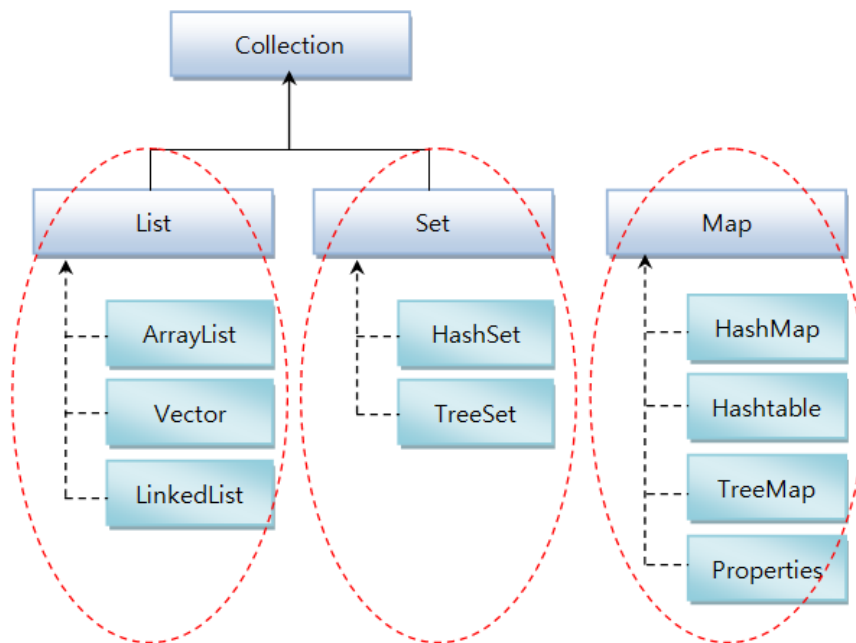 Collection
List
Set
Map
ArrayList
Vector
LinkedList
HashSet
TreeSet
HashMap
Hashtable
TreeMap
Properties